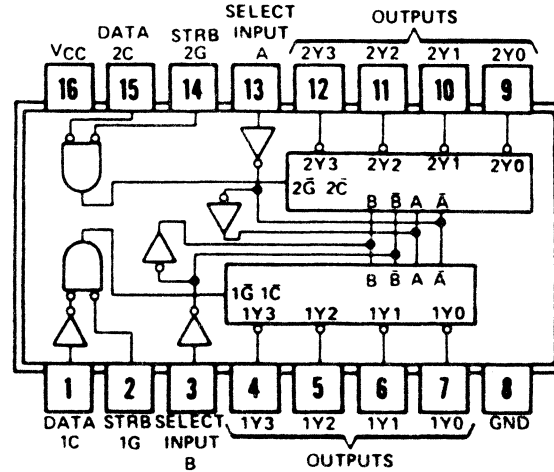 SELECT
INPUT
A
OUTPUTS
VCC
DATA
2C
STRB
2G
2Y3 2Y2 2Y1 2Y0
16 15 14 13 12 11 10 9
2Y3 2Y2 2Y1 2Y0
2G̅ 2C̅
B B̅ A A̅
B B̅ A A̅
1G̅ 1C̅
1Y3 1Y2 1Y1 1Y0
1 2 3 4 5 6 7 8
DATA
1C
STRB
1G
SELECT
INPUT
B
1Y3 1Y2 1Y1 1Y0
GND
OUTPUTS